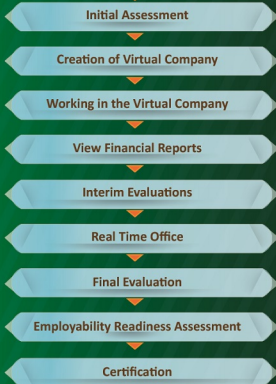 Initial Assessment
Creation of Virtual Company
Working in the Virtual Company
View Financial Reports
Interim Evaluations
Real Time Office
Final Evaluation
Employability Readiness Assessment
Certification